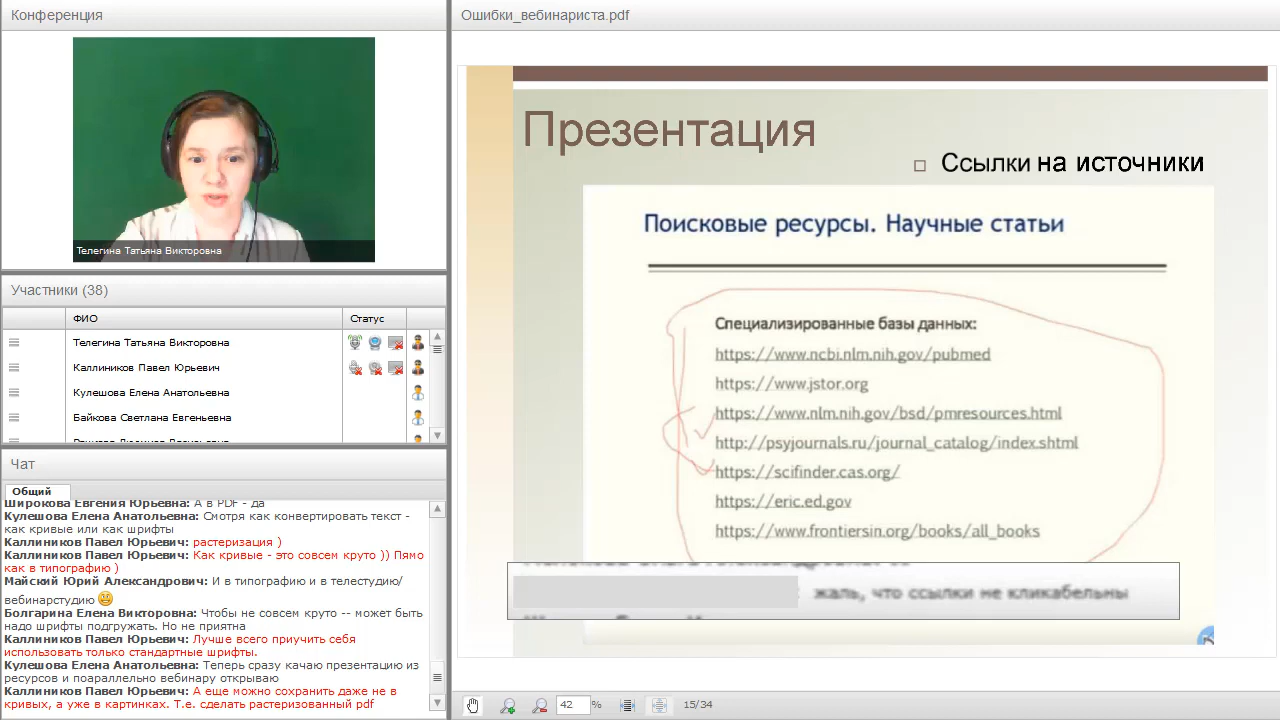 Конференция
Телегина Татьяна Викторовна
Участники (38)
ФИО
Статус
Телегина Татьяна Викторовна
Каллиников Павел Юрьевич
Кулешова Елена Анатольевна
Байкова Светлана Евгеньевна
Чат
Общий
Широкова Евгения Юрьевна: А в PDF - да
Кулешова Елена Анатольевна: Смотря как конвертировать текст -
как кривые или как шрифты
Каллиников Павел Юрьевич: растеризация )
Каллиников Павел Юрьевич: Как кривые - это совсем круто )) Пямо
как в типографию )
Майский Юрий Александрович: И в типографию и в телестудию/
вебинарстудию
Болгарина Елена Викторовна: Чтобы не совсем круто -- может быть
надо шрифты подгружать. Но не приятна
Каллиников Павел Юрьевич: Лучше всего приучить себя
использовать только стандартные шрифты.
Кулешова Елена Анатольевна: Теперь сразу качаю презентацию из
ресурсов и поараллельно вебинару открываю
Каллиников Павел Юрьевич: А еще можно сохранить даже не в
кривых, а уже в картинках. Т.е. сделать растеризованный pdf
Ошибки_вебинариста.pdf
Презентация
Ссылки на источники
Поисковые ресурсы. Научные статьи
Специализированные базы данных:
https://www.ncbi.nlm.nih.gov/pubmed
https://www.jstor.org
https://www.nlm.nih.gov/bsd/pmresources.html
http://psyjournals.ru/journal_catalog/index.shtml
https://scifinder.cas.org/
https://eric.ed.gov
https://www.frontiersin.org/books/all_books
жаль, что ссылки не кликабельны
42 %
15/34